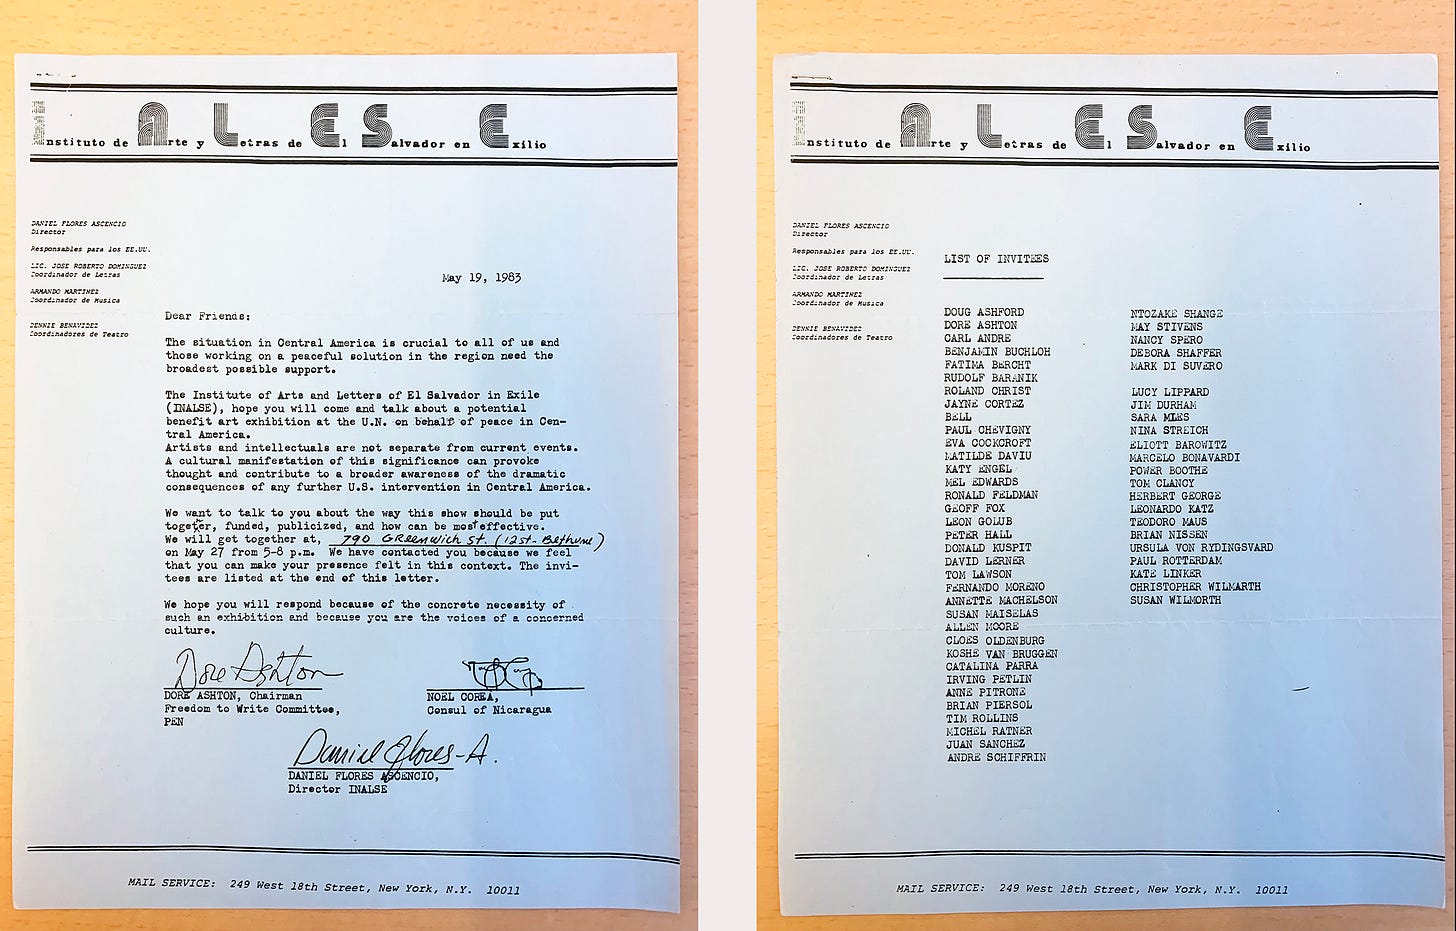 Instituto de Arte y Letras de El Salvador en Exilio
DANIEL FLORES ASCENCIO
Director
Responsables para los EE.UU.
LIC. JOSE ROBERTO DOMINGUEZ
Coordinador de Letras
ARMANDO MARTINEZ
Coordinador de Musica
DENNIE BENAVIDEZ
Coordinadores de Teatro
May 19, 1983
Dear Friends:
The situation in Central America is crucial to all of us and
those working on a peaceful solution in the region need the
broadest possible support.
The Institute of Arts and Letters of El Salvador in Exile
(INALSE), hope you will come and talk about a potential
benefit art exhibition at the U.N. on behalf of peace in Cen-
tral America.
Artists and intellectuals are not separate from current events.
A cultural manifestation of this significance can provoke
thought and contribute to a broader awareness of the dramatic
consequences of any further U.S. intervention in Central America.
We want to talk to you about the way this show should be put
together, funded, publicized, and how can be most effective.
We will get together at, 790 Greenwich St. (12st-Bethune)
on May 27 from 5-8 p.m. We have contacted you because we feel
that you can make your presence felt in this context. The invi-
tees are listed at the end of this letter.
We hope you will respond because of the concrete necessity of
such an exhibition and because you are the voices of a concerned
culture.
Dore Ashton
DORE ASHTON, Chairman
Freedom to Write Committee,
PEN
NOEL COREA,
Consul of Nicaragua
Daniel Flores-A.
DANIEL FLORES ASCENCIO,
Director INALSE
MAIL SERVICE: 249 West 18th Street, New York, N.Y. 10011
Instituto de Arte y Letras de El Salvador en Exilio
DANIEL FLORES ASCENCIO
Director
Responsables para los EE.UU.
LIC. JOSE ROBERTO DOMINGUEZ
Coordinador de Letras
ARMANDO MARTINEZ
Coordinador de Musica
DENNIE BENAVIDEZ
Coordinadores de Teatro
LIST OF INVITEES
DOUG ASHFORD
DORE ASHTON
CARL ANDRE
BENJAMIN BUCHLOH
FATIMA BERCHT
RUDOLF BARANIK
ROLAND CHRIST
JAYNE CORTEZ
BELL
PAUL CHEVIGNY
EVA COCKCROFT
MATILDE DAVIU
KATY ENGEL
MEL EDWARDS
RONALD FELDMAN
GEOFF FOX
LEON GOLUB
PETER HALL
DONALD KUSPIT
DAVID LERNER
TOM LAWSON
FERNANDO MORENO
ANNETTE MACHELSON
SUSAN MAISELAS
ALLEN MOORE
CLOES OLDENBURG
KOSHE VAN BRUGGEN
CATALINA PARRA
IRVING PETLIN
ANNE PITRONE
BRIAN PIERSOL
TIM ROLLINS
MICHEL RATNER
JUAN SANCHEZ
ANDRE SCHIFFRIN
NTOZAKE SHANGE
MAY STIVENS
NANCY SPERO
DEBORA SHAFFER
MARK DI SUVERO
LUCY LIPPARD
JIM DURHAM
SARA MLES
NINA STREICH
ELIOTT BAROWITZ
MARCELO BONAVARDI
POWER BOOTHE
TOM CLANCY
HERBERT GEORGE
LEONARDO KATZ
TEODORO MAUS
BRIAN NISSEN
URSULA VON RYDINGSVARD
PAUL ROTTERDAM
KATE LINKER
CHRISTOPHER WILMARTH
SUSAN WILMORTH
MAIL SERVICE: 249 West 18th Street, New York, N.Y. 10011